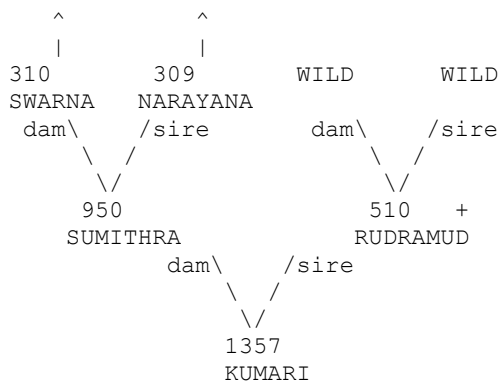 ^ ^
| |
310 309 WILD WILD
SWARNA NARAYANA
dam\ /sire dam\ /sire
\ / \ /
\/ \/
950 510 +
SUMITHRA RUDRAMUD
dam\ /sire
\ /
\/
1357
KUMARI